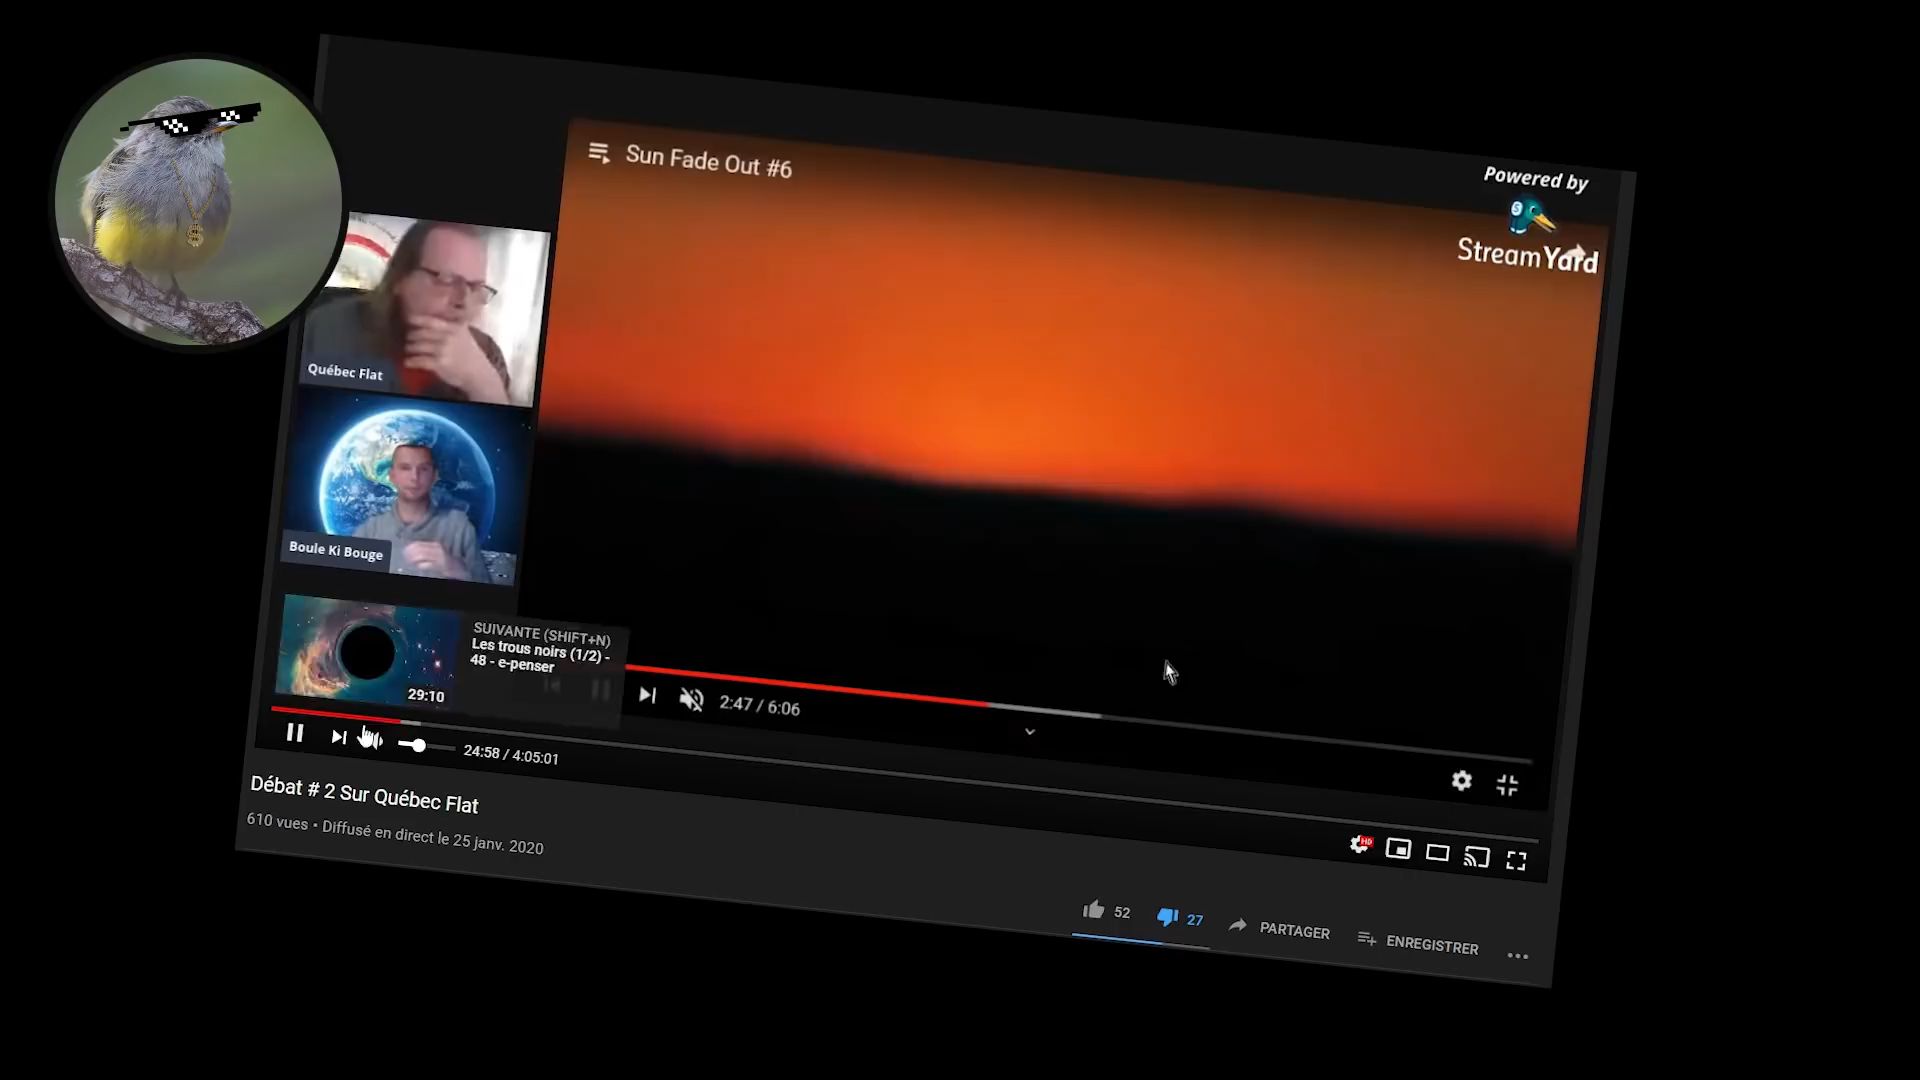 Sun Fade Out #6
Powered by
StreamYard
Québec Flat
Boule Ki Bouge
SUIVANTE (SHIFT+N)
Les trous noirs (1/2) -
48 - e-penser
29:10
2:47 / 6:06
24:58 / 4:05:01
HD
Débat # 2 Sur Québec Flat
610 vues • Diffusé en direct le 25 janv. 2020
52
27
PARTAGER
ENREGISTRER